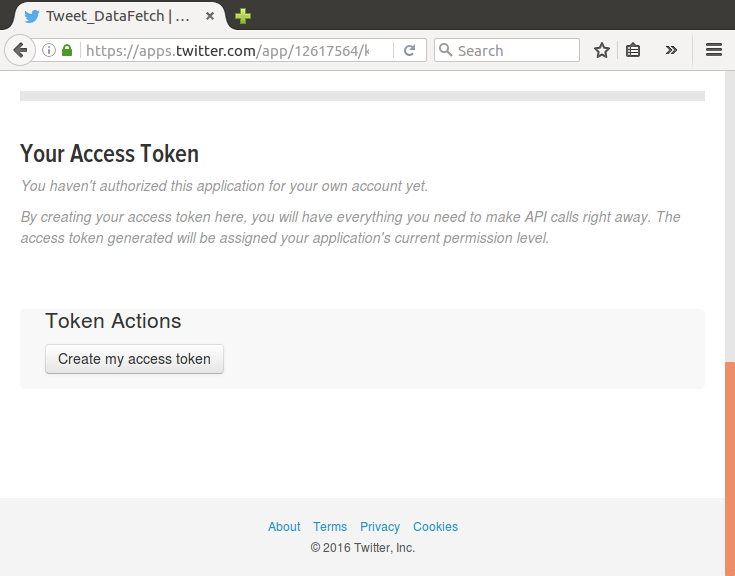 Tweet_DataFetch | ...
https://apps.twitter.com/app/12617564/k
Search
Your Access Token
You haven't authorized this application for your own account yet.
By creating your access token here, you will have everything you need to make API calls right away. The
access token generated will be assigned your application's current permission level.
Token Actions
Create my access token
About Terms Privacy Cookies
© 2016 Twitter, Inc.